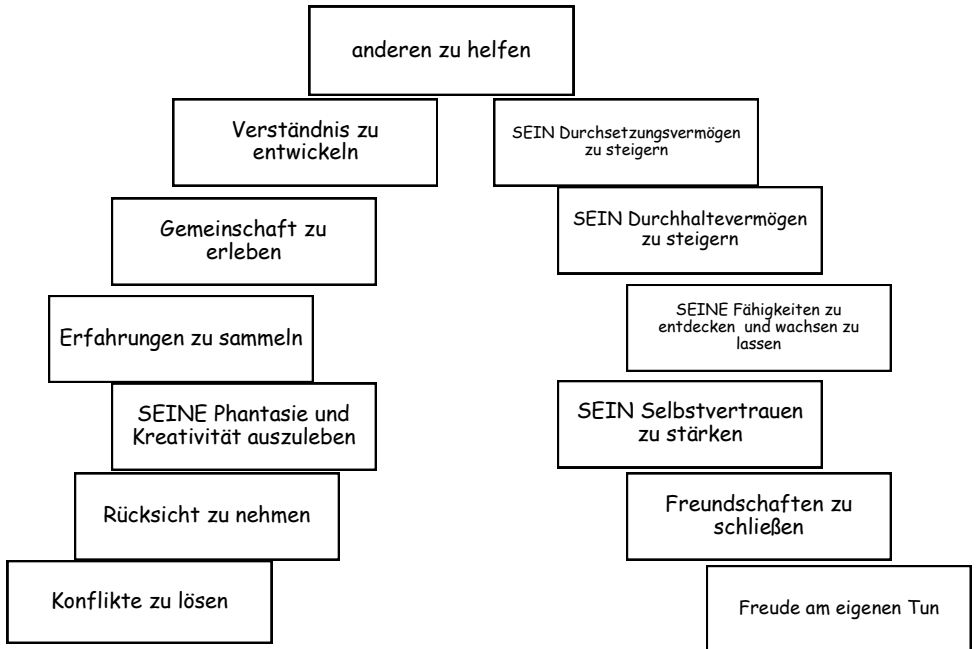 anderen zu helfen
Verständnis zu
entwickeln
SEIN Durchsetzungsvermögen
zu steigern
Gemeinschaft zu
erleben
SEIN Durchhaltevermögen
zu steigern
Erfahrungen zu sammeln
SEINE Fähigkeiten zu
entdecken und wachsen zu
lassen
SEINE Phantasie und
Kreativität auszuleben
SEIN Selbstvertrauen
zu stärken
Rücksicht zu nehmen
Freundschaften zu
schließen
Konflikte zu lösen
Freude am eigenen Tun